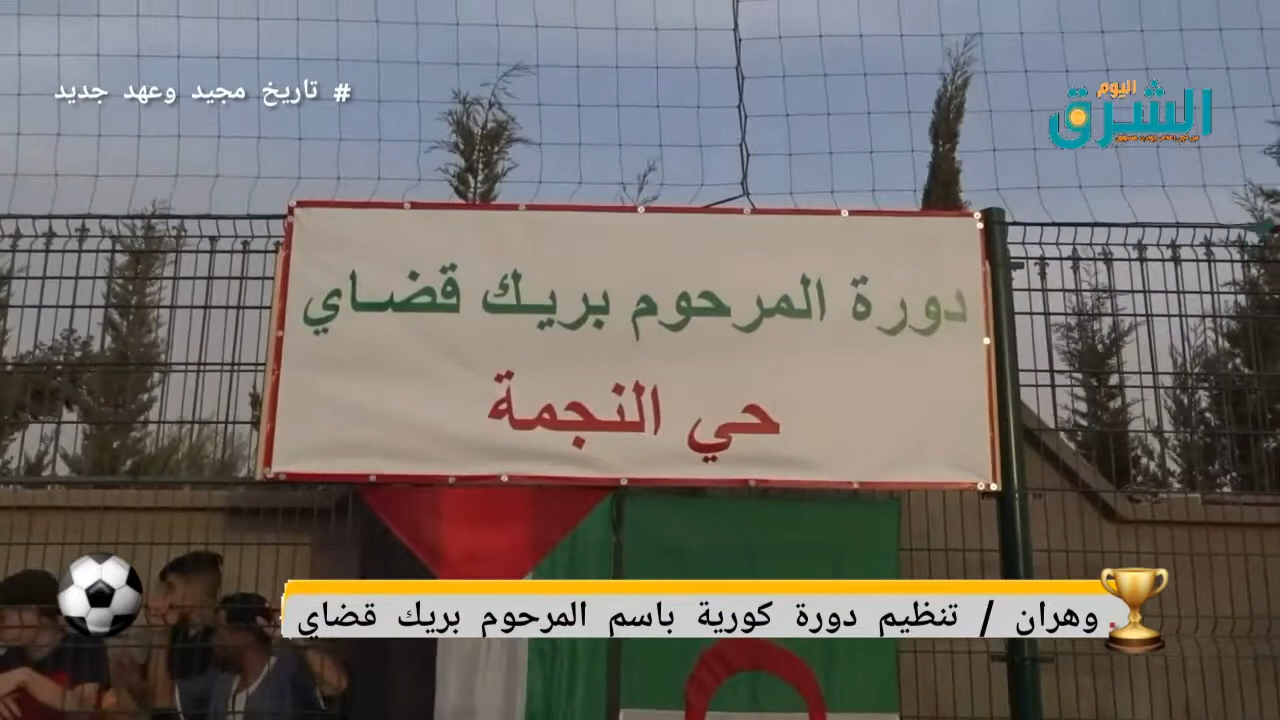 # تاريخ مجيد وعهد جديد
الشرق اليوم
دورة المرحوم بريك قضاي
حي النجمة
وهران / تنظيم دورة كورية باسم المرحوم بريك قضاي